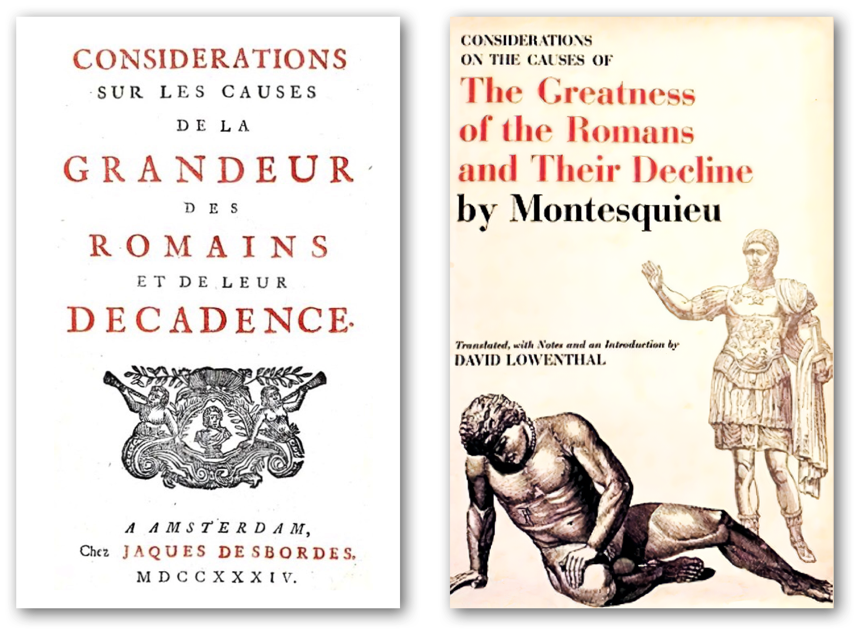 CONSIDERATIONS
SUR LES CAUSES
DE LA
GRANDEUR
DES
ROMAINS
ET DE LEUR
DECADENCE.
A AMSTERDAM,
Chez JAQUES DESBORDES.
MDCCXXXIV.
CONSIDERATIONS
ON THE CAUSES OF
The Greatness
of the Romans
and Their Decline
by Montesquieu
Translated, with Notes and an Introduction by
DAVID LOWENTHAL